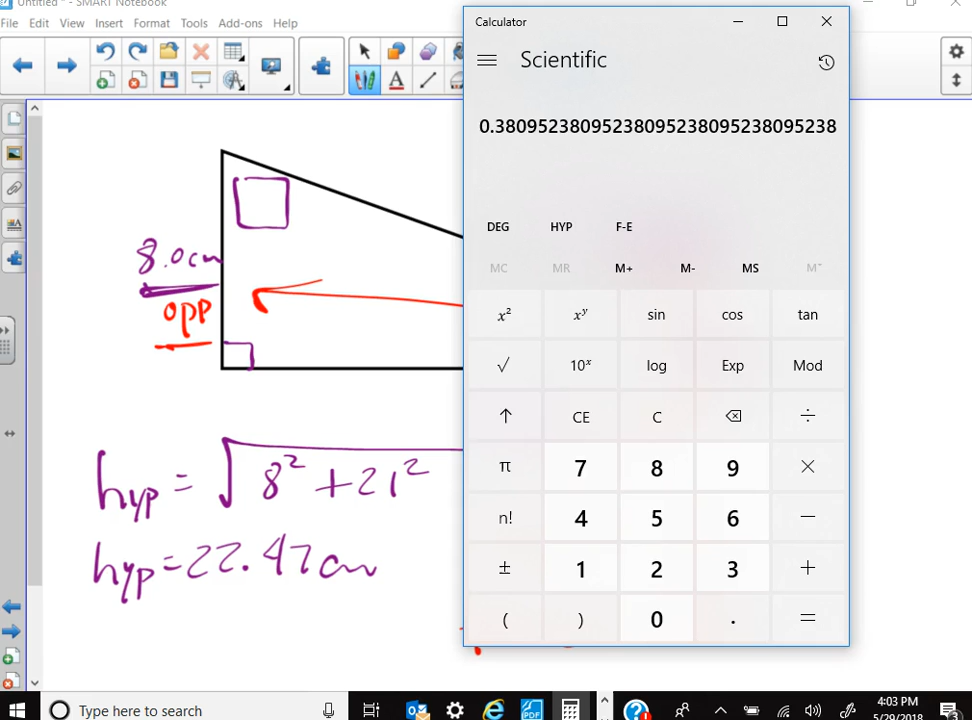 Untitled * - SMART Notebook
File Edit View Insert Format Tools Add-ons Help
Calculator
Scientific
0.38095238095238095238095238095238
DEG HYP F-E
MC MR M+ M- MS M˅
x² xʸ sin cos tan
√ 10ˣ log Exp Mod
↑ CE C ÷
π 7 8 9 ×
n! 4 5 6 −
± 1 2 3 +
( ) 0 . =
8.0cm
opp
hyp = √8² + 21²
hyp = 22.47cm
Type here to search
PDF
4:03 PM
5/29/2018